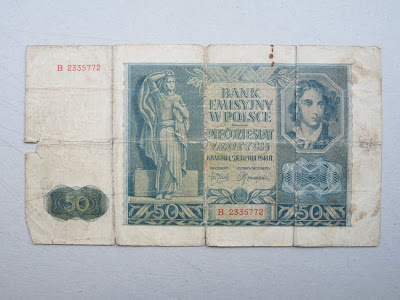 B 2335772
BANK
EMISYJNY
W POLSCE
PIĘĆDZIESIĄT
ZŁOTYCH
KRAKÓW, 1 SIERPNIA 1941 R.
B 2335772
50
50
50